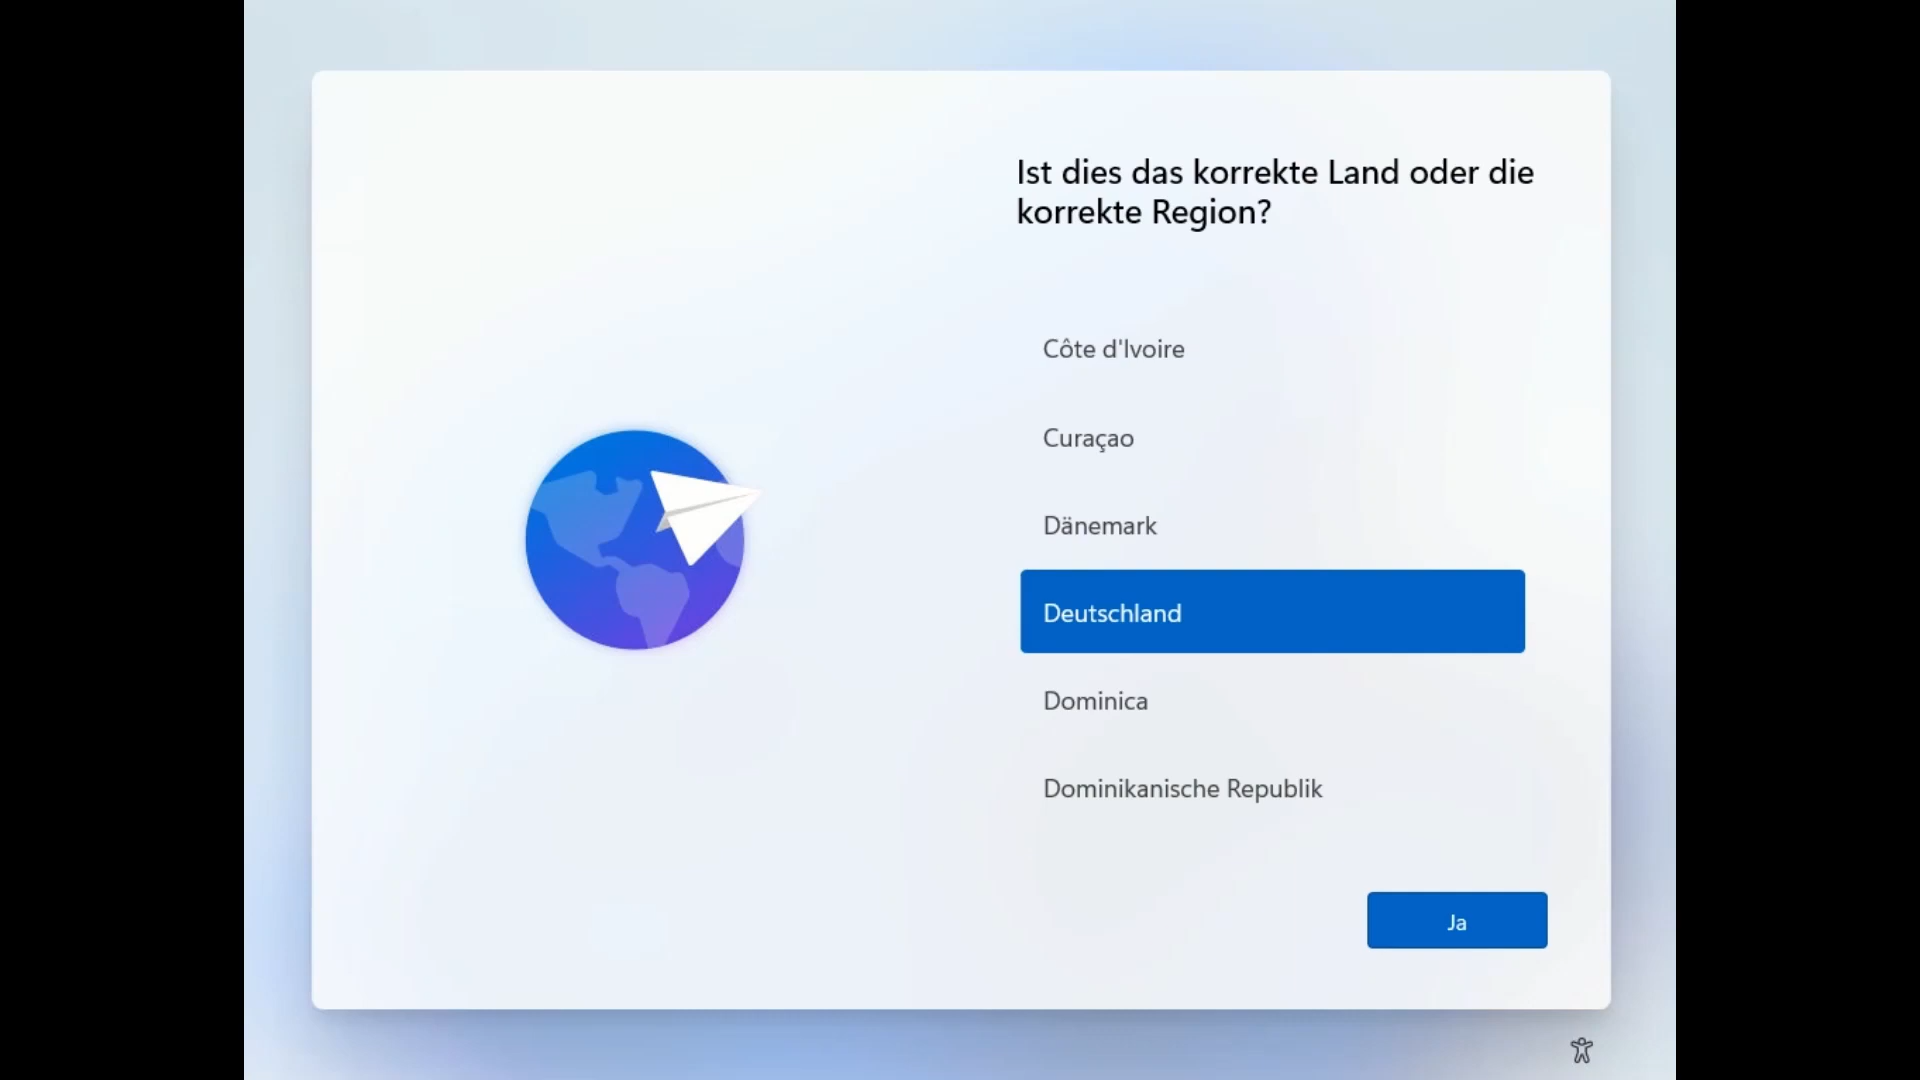 Ist dies das korrekte Land oder die
korrekte Region?
Côte d'Ivoire
Curaçao
Dänemark
Deutschland
Dominica
Dominikanische Republik
Ja